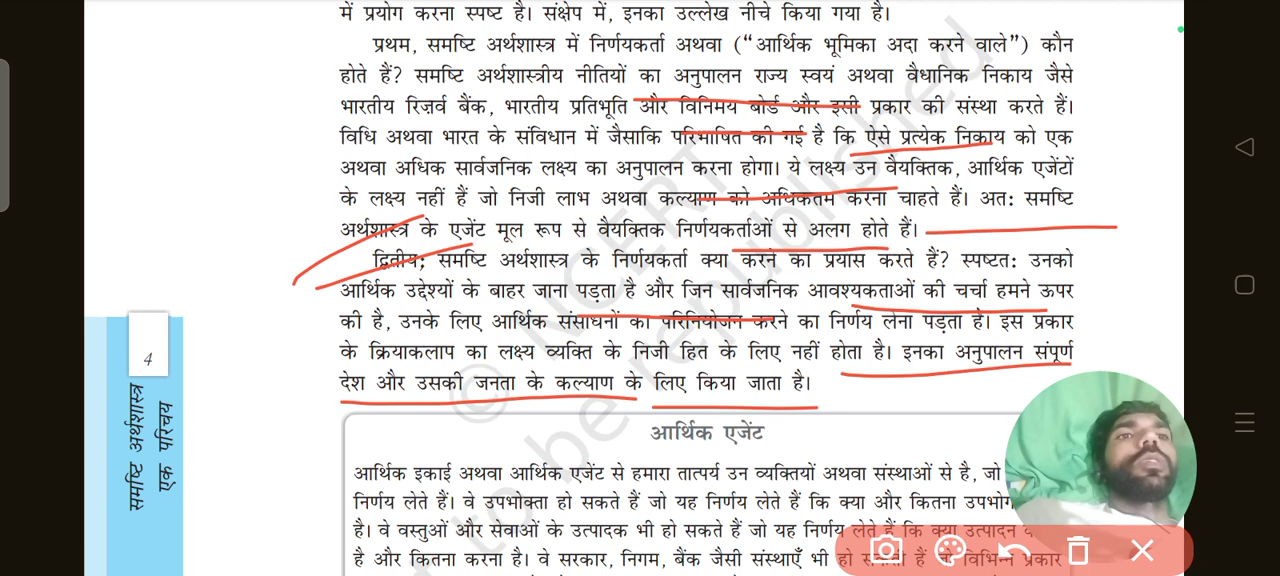 में प्रयोग करना स्पष्ट है। संक्षेप में, इनका उल्लेख नीचे किया गया है।
प्रथम, समष्टि अर्थशास्त्र में निर्णयकर्ता अथवा (“आर्थिक भूमिका अदा करने वाले”) कौन
होते हैं? समष्टि अर्थशास्त्रीय नीतियों का अनुपालन राज्य स्वयं अथवा वैधानिक निकाय जैसे
भारतीय रिज़र्व बैंक, भारतीय प्रतिभूति और विनिमय बोर्ड और इसी प्रकार की संस्था करते हैं।
विधि अथवा भारत के संविधान में जैसाकि परिभाषित की गई है कि ऐसे प्रत्येक निकाय को एक
अथवा अधिक सार्वजनिक लक्ष्य का अनुपालन करना होगा। ये लक्ष्य उन वैयक्तिक, आर्थिक एजेंटों
के लक्ष्य नहीं हैं जो निजी लाभ अथवा कल्याण को अधिकतम करना चाहते हैं। अत: समष्टि
अर्थशास्त्र के एजेंट मूल रूप से वैयक्तिक निर्णयकर्ताओं से अलग होते हैं।
द्वितीय; समष्टि अर्थशास्त्र के निर्णयकर्ता क्या करने का प्रयास करते हैं? स्पष्टत: उनको
आर्थिक उद्देश्यों के बाहर जाना पड़ता है और जिन सार्वजनिक आवश्यकताओं की चर्चा हमने ऊपर
की है, उनके लिए आर्थिक संसाधनों का परिनियोजन करने का निर्णय लेना पड़ता है। इस प्रकार
के क्रियाकलाप का लक्ष्य व्यक्ति के निजी हित के लिए नहीं होता है। इनका अनुपालन संपूर्ण
देश और उसकी जनता के कल्याण के लिए किया जाता है।
4
समष्टि अर्थशास्त्र
एक परिचय
आर्थिक एजेंट
आर्थिक इकाई अथवा आर्थिक एजेंट से हमारा तात्पर्य उन व्यक्तियों अथवा संस्थाओं से है, जो
निर्णय लेते हैं। वे उपभोक्ता हो सकते हैं जो यह निर्णय लेते हैं कि क्या और कितना
है। वे वस्तुओं और सेवाओं के उत्पादक भी हो सकते हैं जो यह निर्णय लेते हैं कि क्या उत्पादन
है और कितना करना है। वे सरकार, निगम, बैंक जैसी संस्थाएँ भी हो सकती हैं जो विभिन्न प्रकार
© NCERT
not to be republished